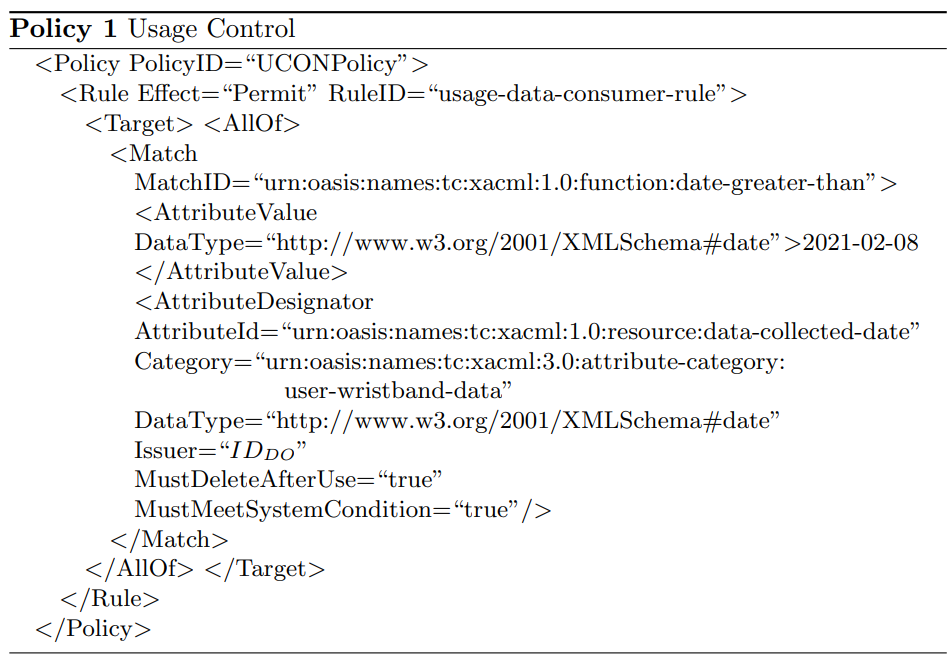 Policy 1 Usage Control
<Policy PolicyID=“UCONPolicy”>
<Rule Effect=“Permit” RuleID=“usage-data-consumer-rule”>
<Target> <AllOf>
<Match
MatchID=“urn:oasis:names:tc:xacml:1.0:function:date-greater-than”>
<AttributeValue
DataType=“http://www.w3.org/2001/XMLSchema#date”>2021-02-08
</AttributeValue>
<AttributeDesignator
AttributeId=“urn:oasis:names:tc:xacml:1.0:resource:data-collected-date”
Category=“urn:oasis:names:tc:xacml:3.0:attribute-category:
user-wristband-data”
DataType=“http://www.w3.org/2001/XMLSchema#date”
Issuer=“ID_DO”
MustDeleteAfterUse=“true”
MustMeetSystemCondition=“true”/>
</Match>
</AllOf> </Target>
</Rule>
</Policy>